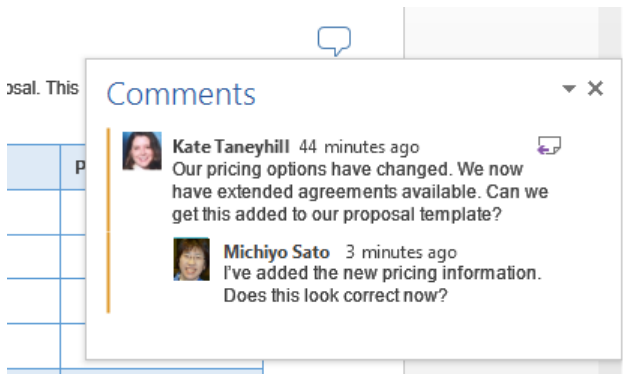 osal. This
Comments
P
Kate Taneyhill 44 minutes ago
Our pricing options have changed. We now
have extended agreements available. Can we
get this added to our proposal template?
Michiyo Sato 3 minutes ago
I've added the new pricing information.
Does this look correct now?